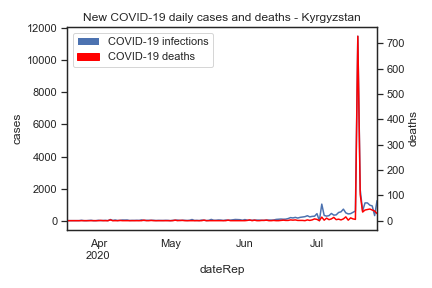 New COVID-19 daily cases and deaths - Kyrgyzstan
COVID-19 infections
COVID-19 deaths
12000
10000
8000
6000
4000
2000
0
cases
700
600
500
400
300
200
100
0
deaths
Apr
2020
May
Jun
Jul
dateRep